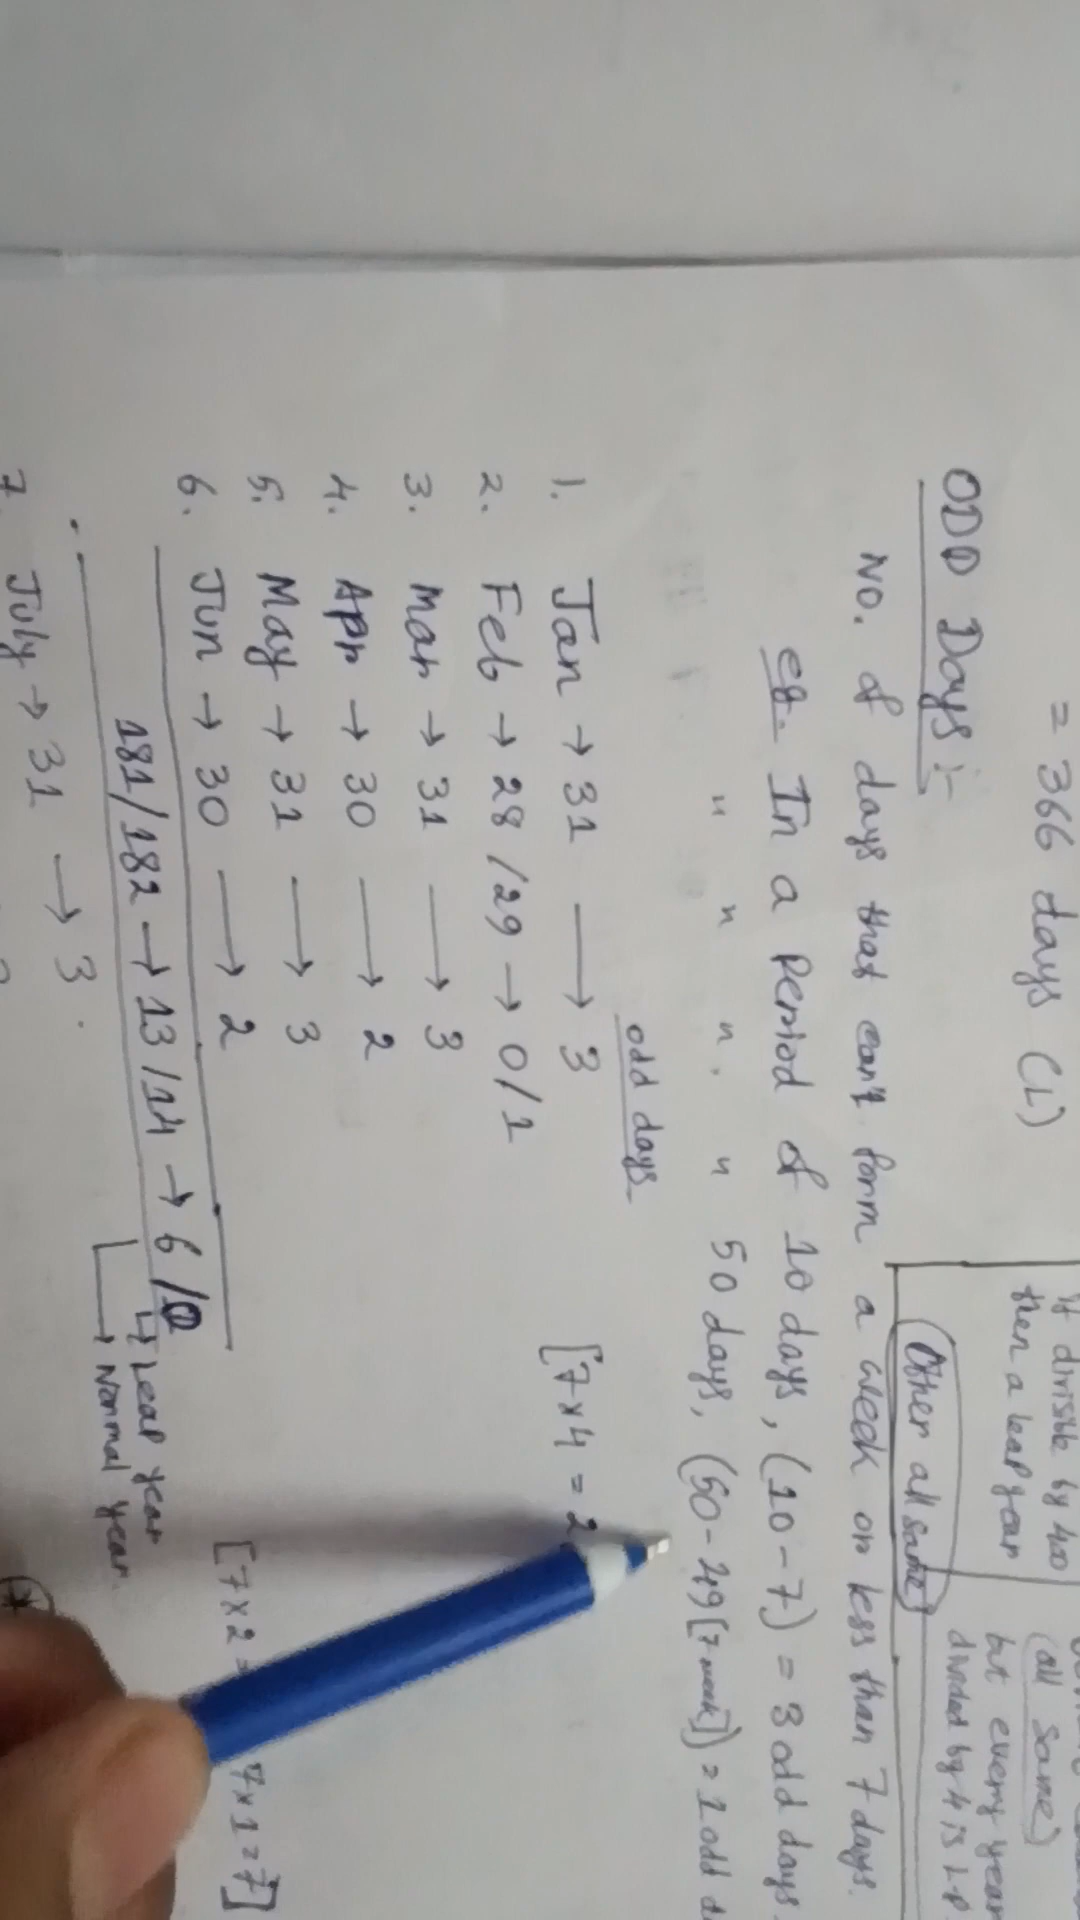 = 366 days (L)
If divisible by 400
then a leap year
(all same)
but every year
divided by 4 is L.P
(Other all same)
ODD Days :-
No. of days that can't form a week or less than 7 days.
eg. In a Period of 10 days, (10-7) = 3 odd days.
" " ". " 50 days, (50-49[7 week]) = 1 odd
odd days
1. Jan → 31 → 3 [7×4 = 2
2. Feb → 28/29 → 0/1
3. Mar → 31 → 3
4. Apr → 30 → 2
5. May → 31 → 3
6. Jun → 30 → 2 [7×2 = 7×1=7]
181/182 → 13/14 → 6/0
↳ Leap year
→ Normal year.
7. July → 31 → 3.